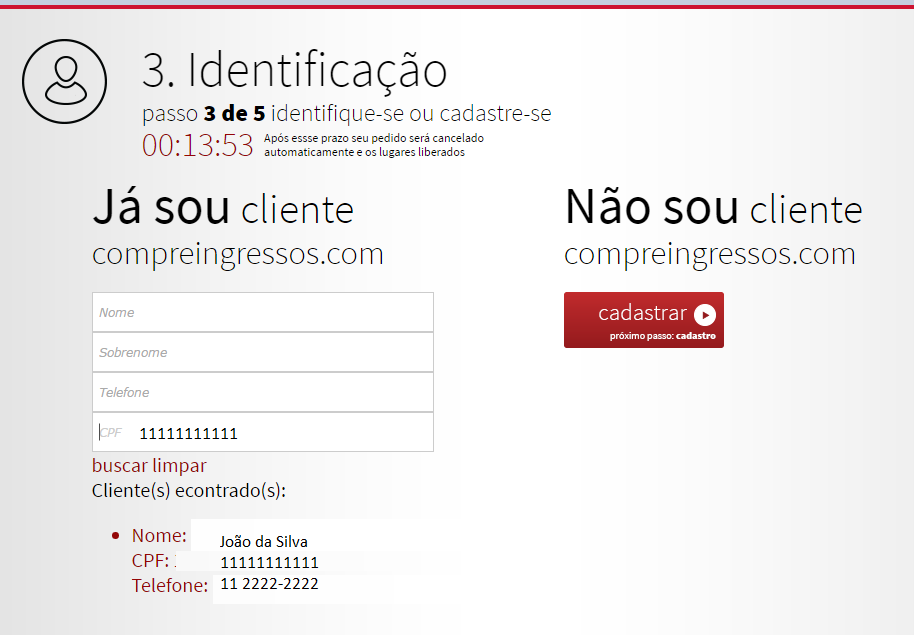 3. Identificação
passo 3 de 5 identifique-se ou cadastre-se
00:13:53
Após essse prazo seu pedido será cancelado
automaticamente e os lugares liberados
Já sou cliente
compreingressos.com
Nome
Sobrenome
Telefone
CPF 11111111111
buscar limpar
Cliente(s) econtrado(s):
Nome: João da Silva
CPF: 11111111111
Telefone: 11 2222-2222
Não sou cliente
compreingressos.com
cadastrar
próximo passo: cadastro